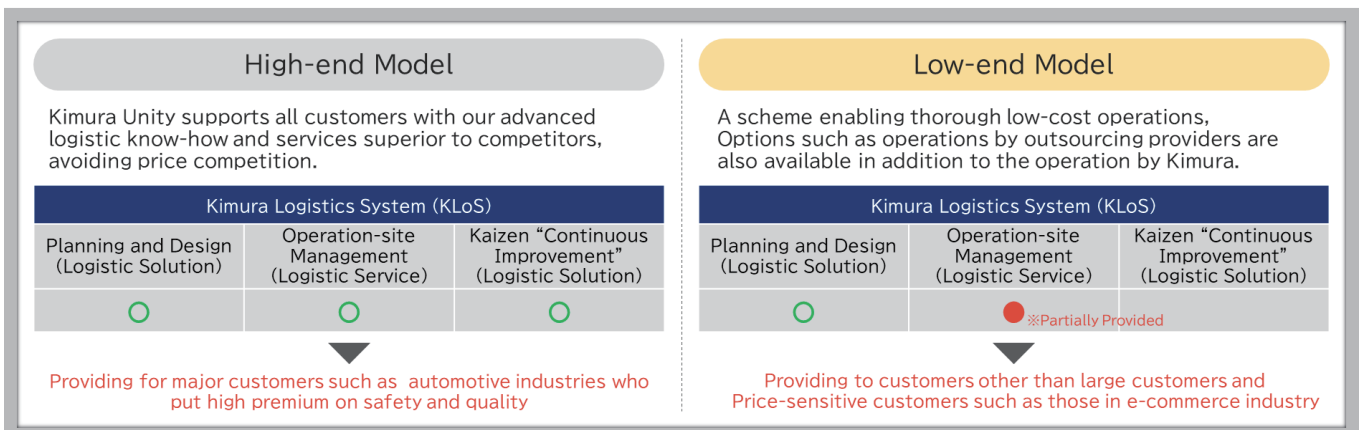 High-end Model
Kimura Unity supports all customers with our advanced
logistic know-how and services superior to competitors,
avoiding price competition.
Kimura Logistics System (KLoS)
Planning and Design
(Logistic Solution)
Operation-site
Management
(Logistic Service)
Kaizen “Continuous
Improvement”
(Logistic Solution)
Providing for major customers such as automotive industries who
put high premium on safety and quality
Low-end Model
A scheme enabling thorough low-cost operations,
Options such as operations by outsourcing providers are
also available in addition to the operation by Kimura.
Kimura Logistics System (KLoS)
Planning and Design
(Logistic Solution)
Operation-site
Management
(Logistic Service)
Kaizen “Continuous
Improvement”
(Logistic Solution)
※Partially Provided
Providing to customers other than large customers and
Price-sensitive customers such as those in e-commerce industry